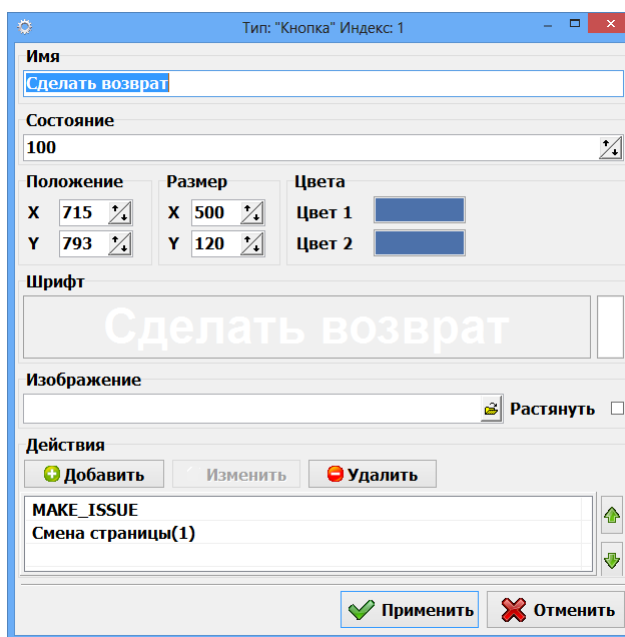 Тип: "Кнопка" Индекс: 1
Имя
Сделать возврат
Состояние
100
Положение Размер Цвета
X 715 X 500 Цвет 1
Y 793 Y 120 Цвет 2
Шрифт
Сделать возврат
Изображение
Растянуть
Действия
Добавить Изменить Удалить
MAKE_ISSUE
Смена страницы(1)
Применить Отменить